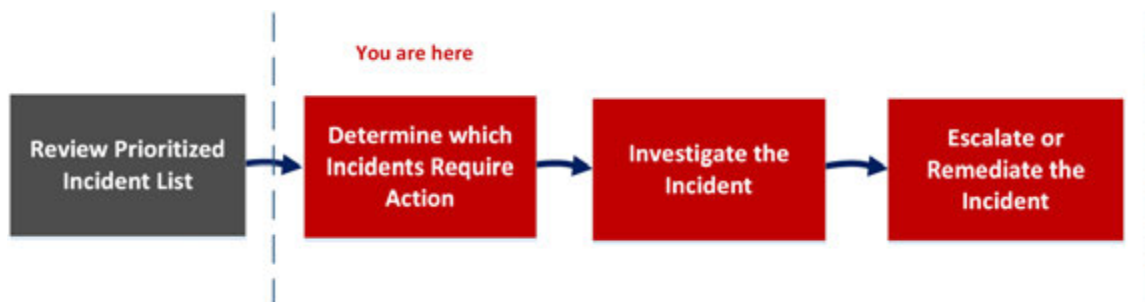 You are here
Review Prioritized
Incident List
Determine which
Incidents Require
Action
Investigate the
Incident
Escalate or
Remediate the
Incident